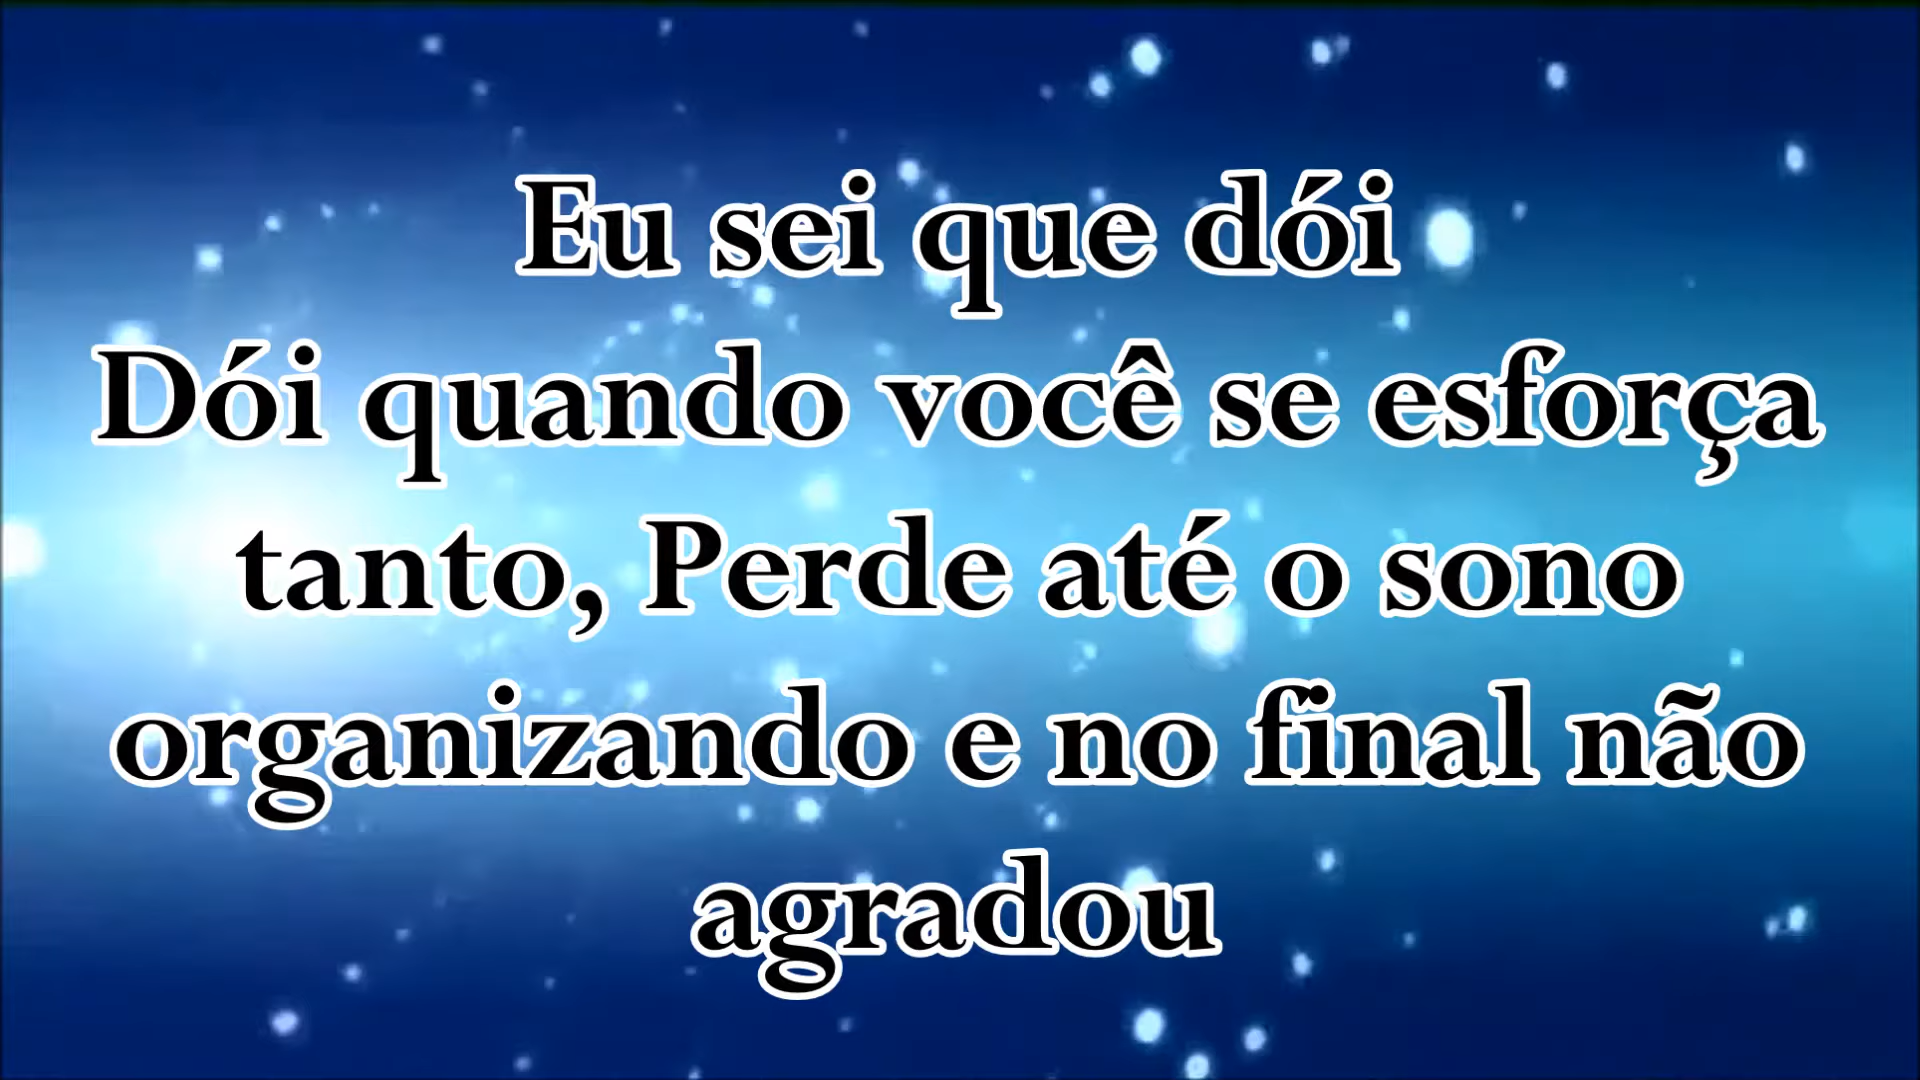 Eu sei que dói
Dói quando você se esforça
tanto, Perde até o sono
organizando e no final não
agradou